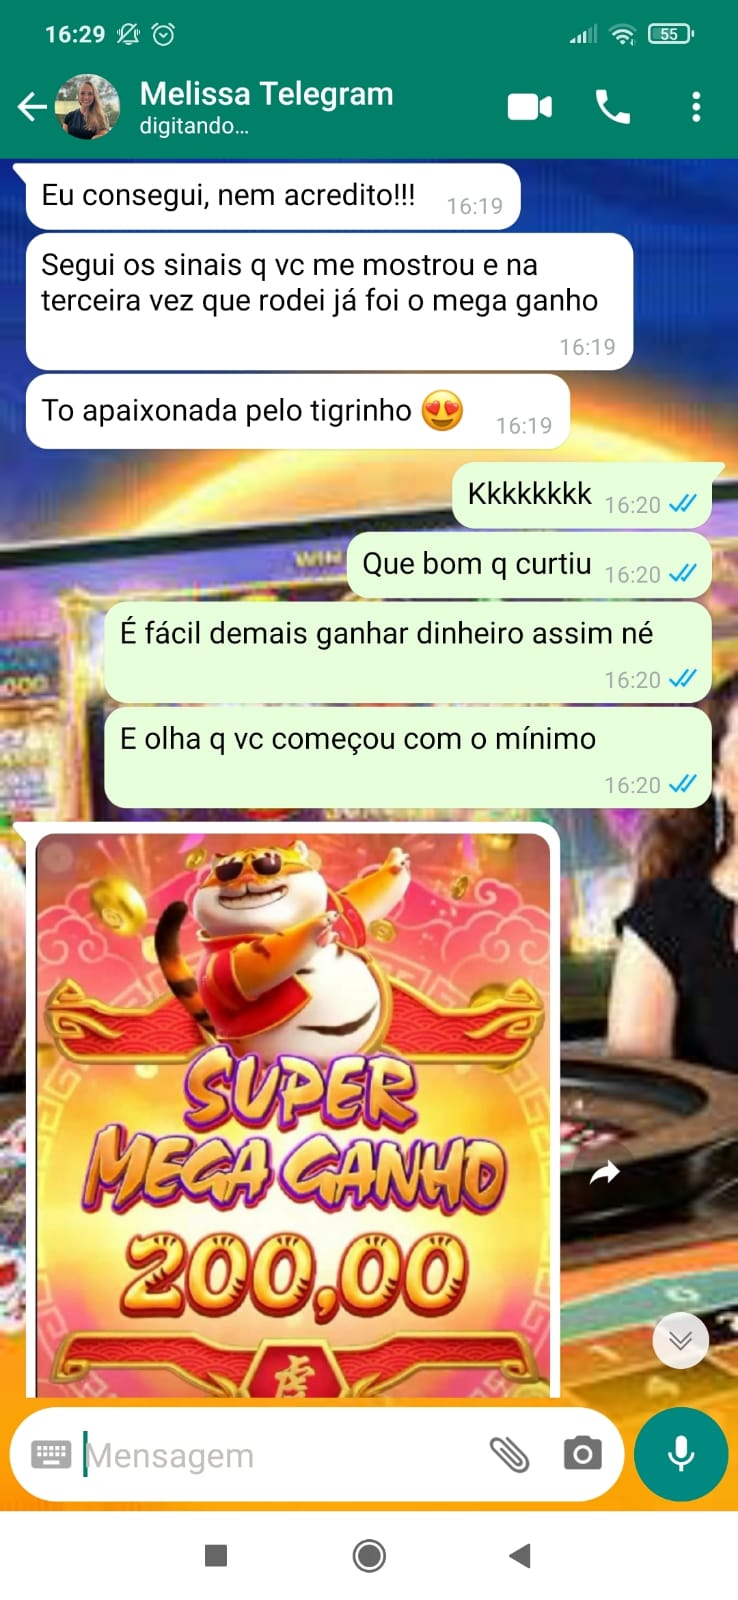 16:29
55
Melissa Telegram
digitando...
Eu consegui, nem acredito!!!
16:19
Segui os sinais q vc me mostrou e na
terceira vez que rodei já foi o mega ganho
16:19
To apaixonada pelo tigrinho 😍
16:19
Kkkkkkkk
16:20
WIN
Que bom q curtiu
16:20
É fácil demais ganhar dinheiro assim né
16:20
E olha q vc começou com o mínimo
16:20
SUPER
MEGA GANHO
200,00
虎
Mensagem